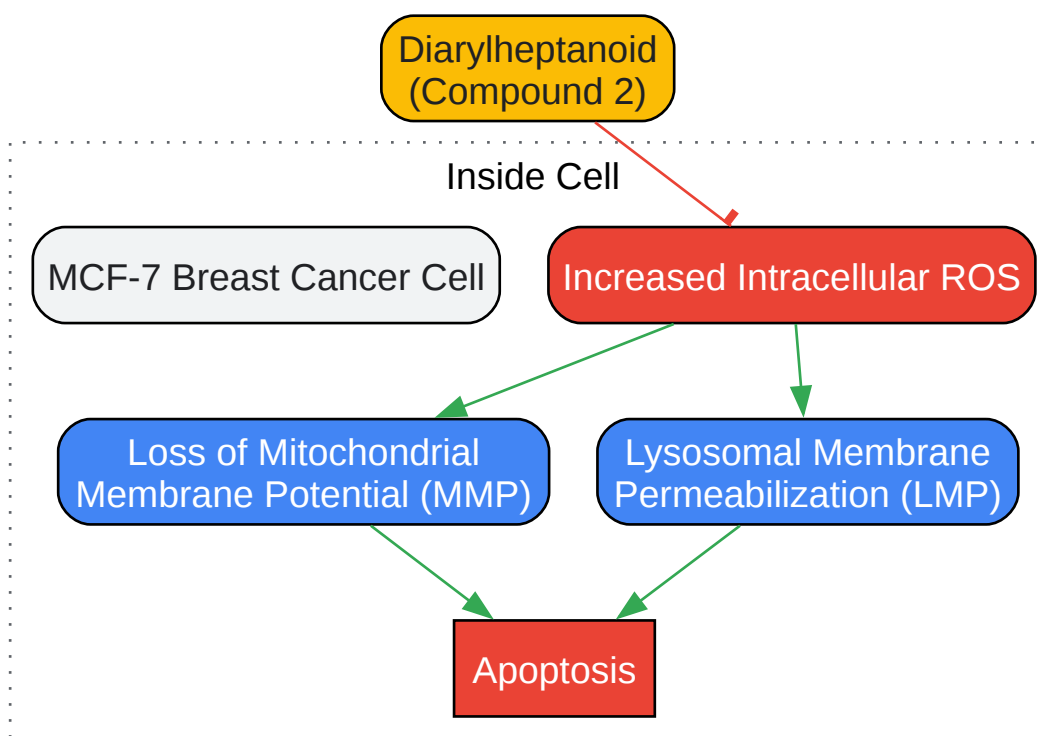 Diarylheptanoid
(Compound 2)
Inside Cell
MCF-7 Breast Cancer Cell
Increased Intracellular ROS
Loss of Mitochondrial
Membrane Potential (MMP)
Lysosomal Membrane
Permeabilization (LMP)
Apoptosis